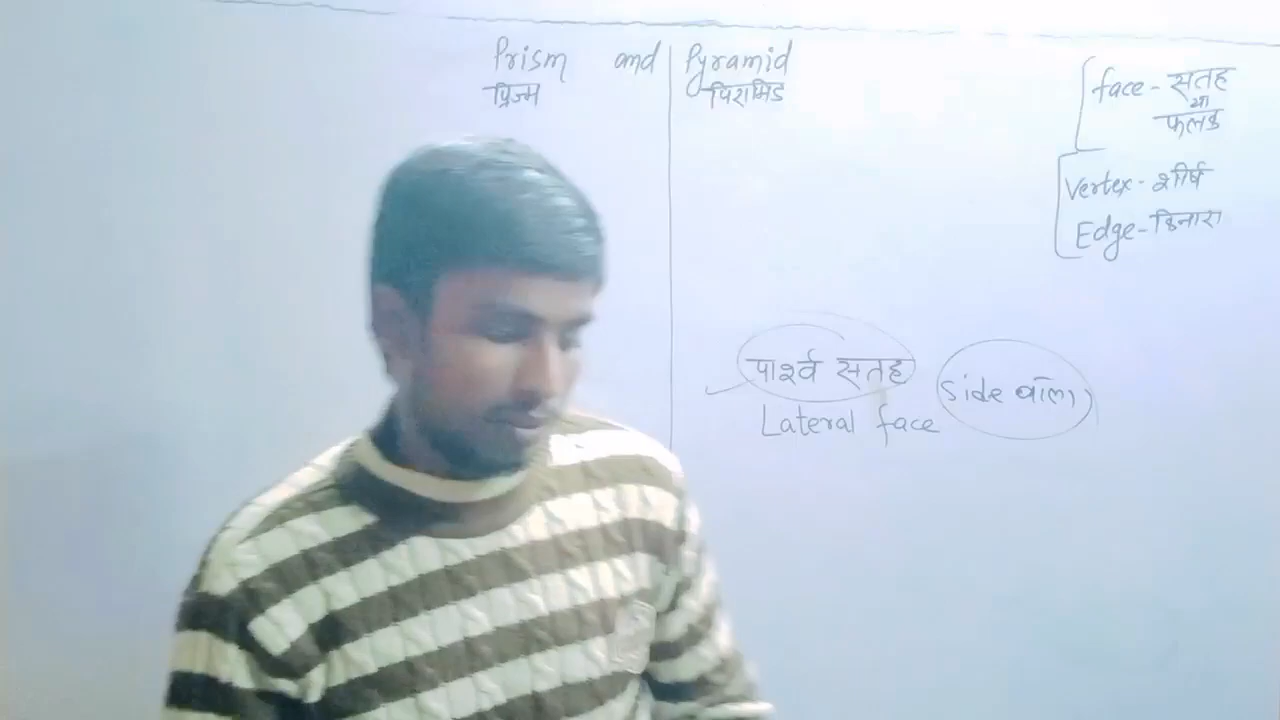 Prism and Pyramid
प्रिज्म पिरामिड
face - सतह
या
फलक
Vertex - शीर्ष
Edge - किनारा
पार्श्व सतह
Lateral face
side वाला